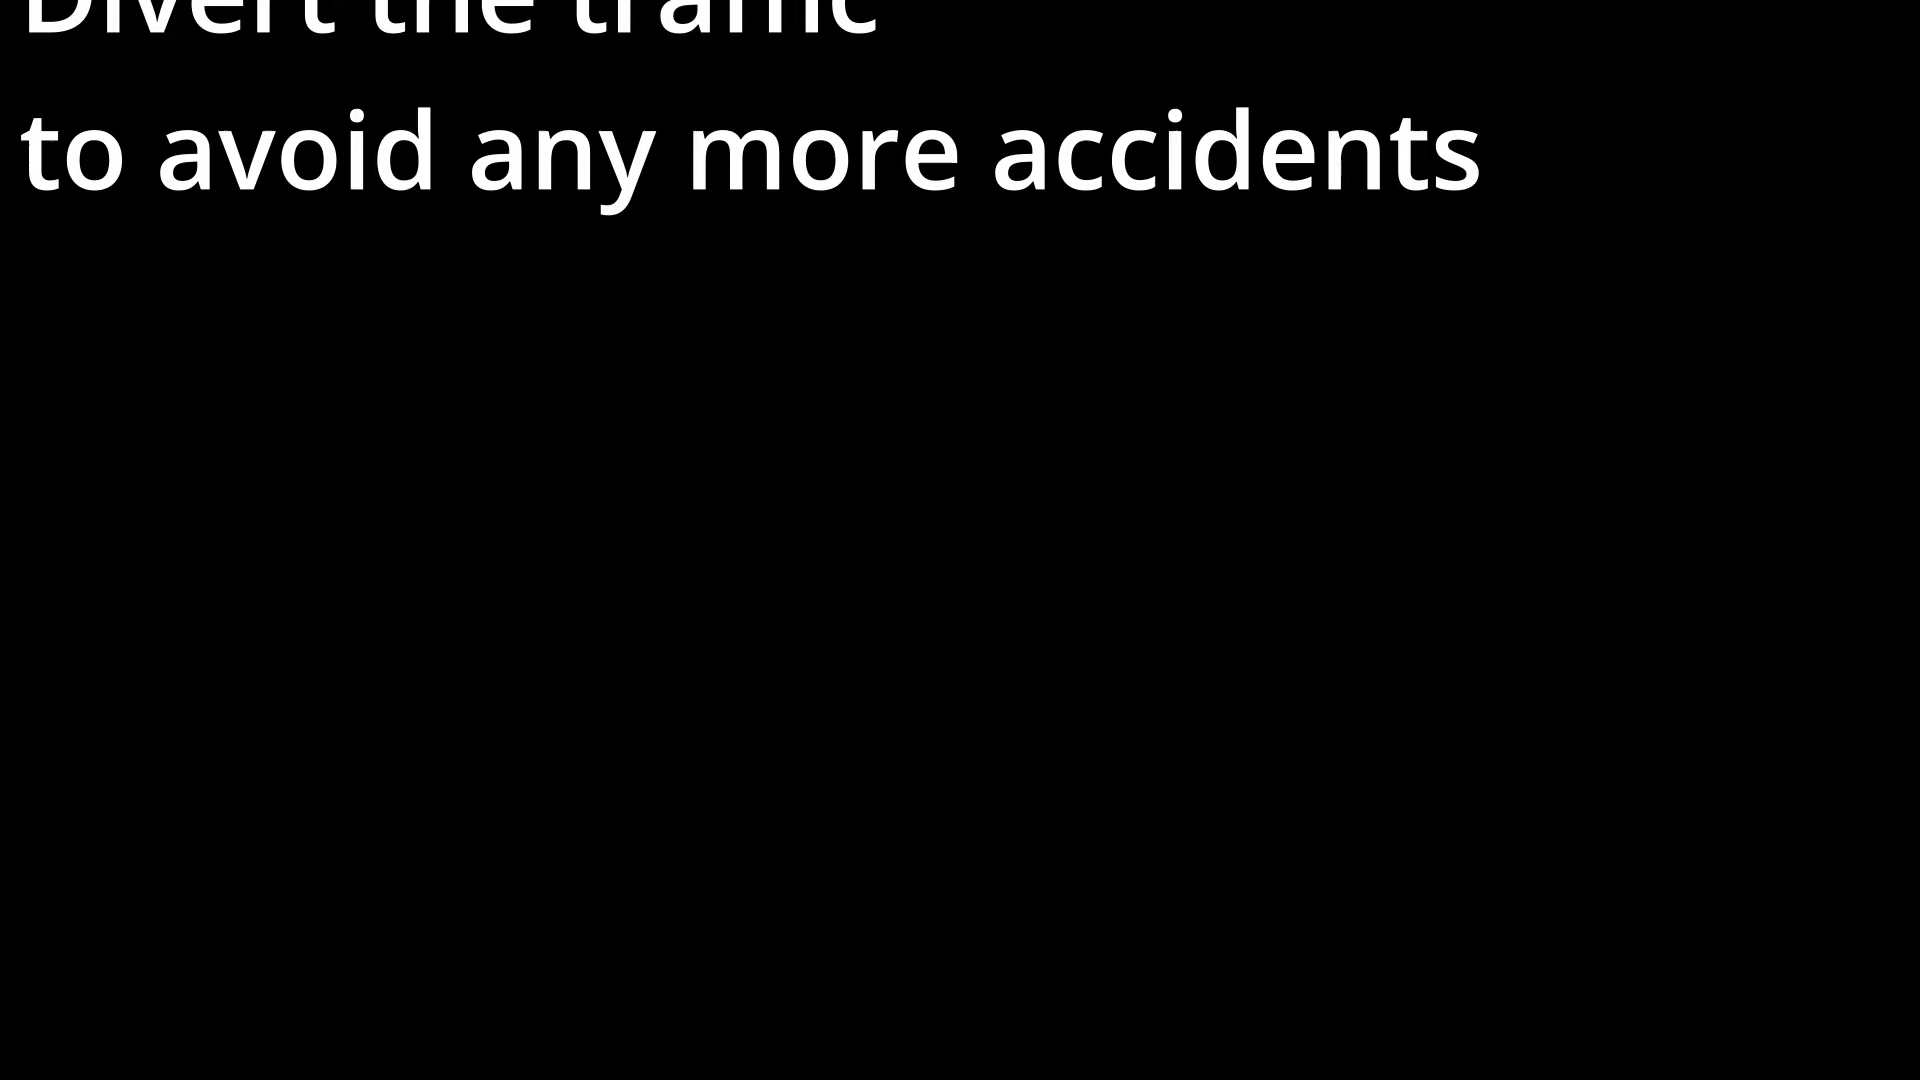 Divert the traffic
to avoid any more accidents